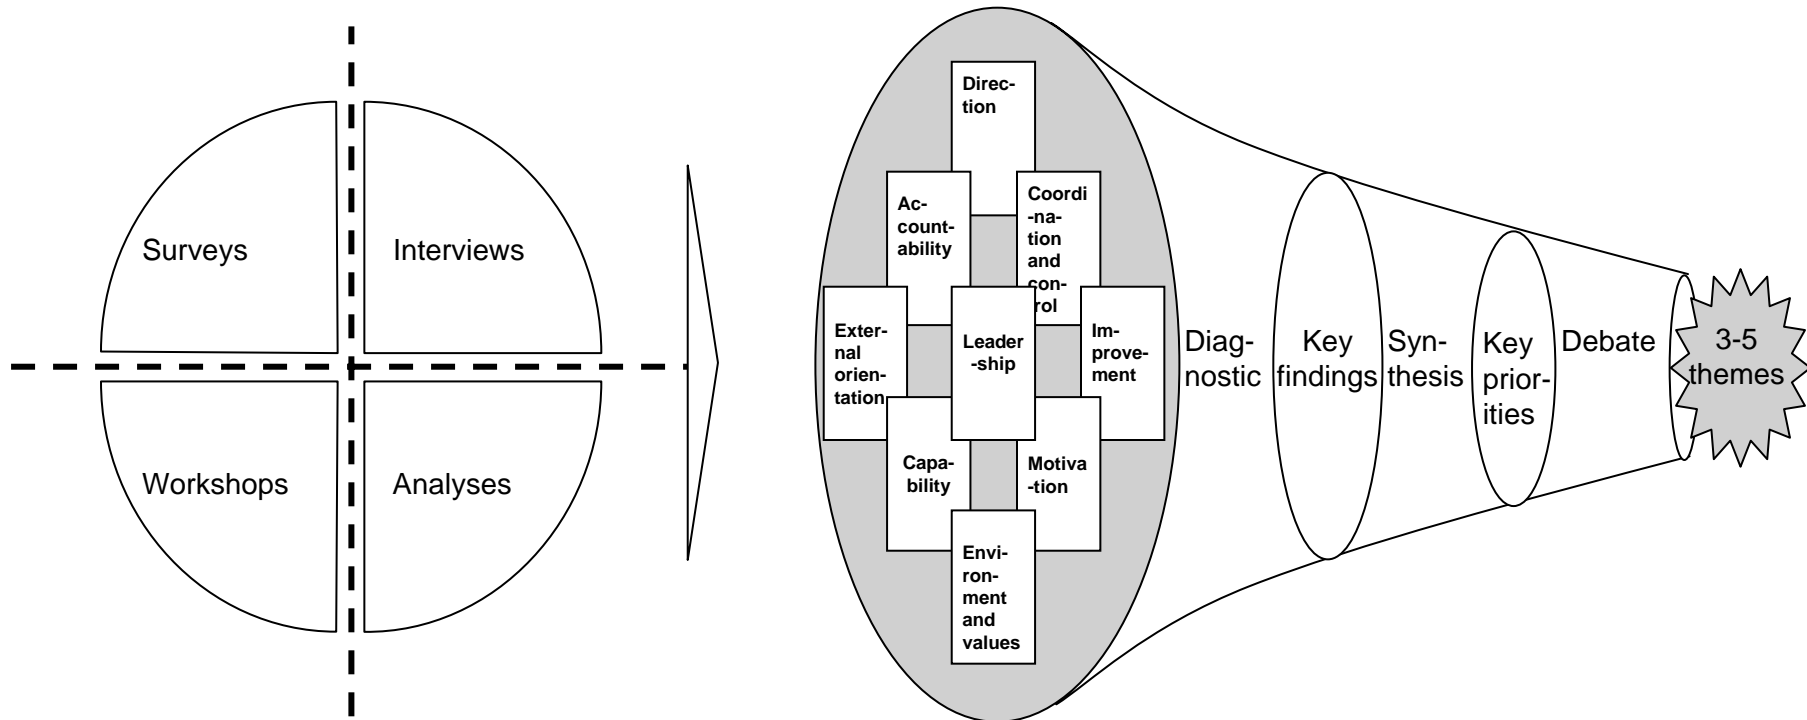 Surveys
Interviews
Workshops
Analyses
Direc-
tion
Ac-
count-
ability
Coordi
-na-
tion
and
con-
rol
Exter-
nal
orien-
tation
Leader
-ship
Im-
prove-
ment
Capa-
bility
Motiva
-tion
Envi-
ron-
ment
and
values
Diag-
nostic
Key
findings
Syn-
thesis
Key
prior-
ities
Debate
3-5
themes